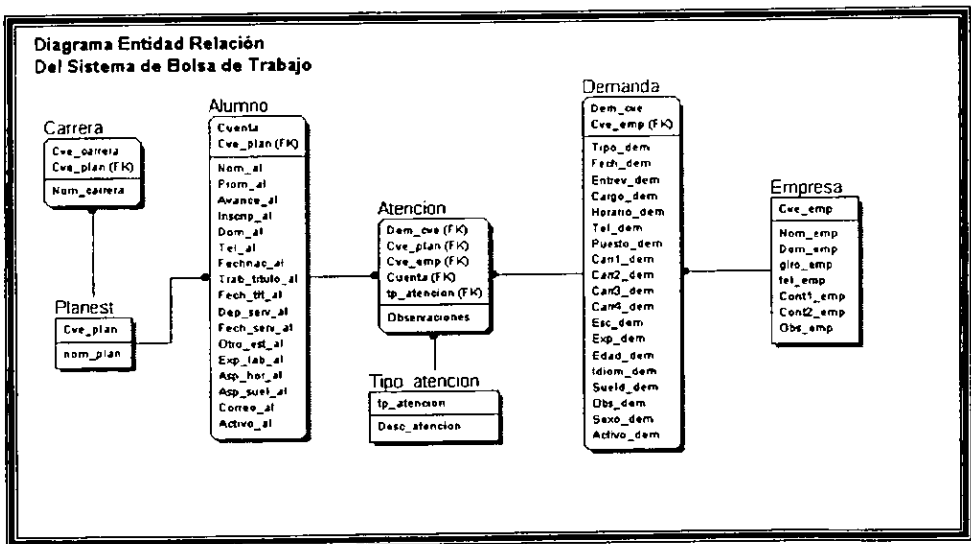 Diagrama Entidad Relación
Del Sistema de Bolsa de Trabajo
Carrera
Cve_carrera
Cve_plan (FK)
Nom_carrera
Planest
Cve_plan
nom_plan
Alumno
Cuenta
Cve_plan (FK)
Nom_al
Prom_al
Avance_al
Inscrip_al
Dom_al
Tel_al
Fechnac_al
Trab_titulo_al
Fech_tit_al
Dep_serv_al
Fech_serv_al
Otro_est_al
Exp_lab_al
Asp_hor_al
Asp_suel_al
Correo_al
Activo_al
Atencion
Dem_cve (FK)
Cve_plan (FK)
Cve_emp (FK)
Cuenta (FK)
tp_atencion (FK)
Observaciones
Tipo_atencion
tp_atencion
Desc_atencion
Demanda
Dem_cve
Cve_emp (FK)
Tipo_dem
Fech_dem
Entrev_dem
Cargo_dem
Horario_dem
Tel_dem
Puesto_dem
Carr1_dem
Carr2_dem
Carr3_dem
Carr4_dem
Esc_dem
Exp_dem
Edad_dem
Idiom_dem
Sueld_dem
Obs_dem
Sexo_dem
Activo_dem
Empresa
Cve_emp
Nom_emp
Dom_emp
giro_emp
tel_emp
Cont1_emp
Cont2_emp
Obs_emp